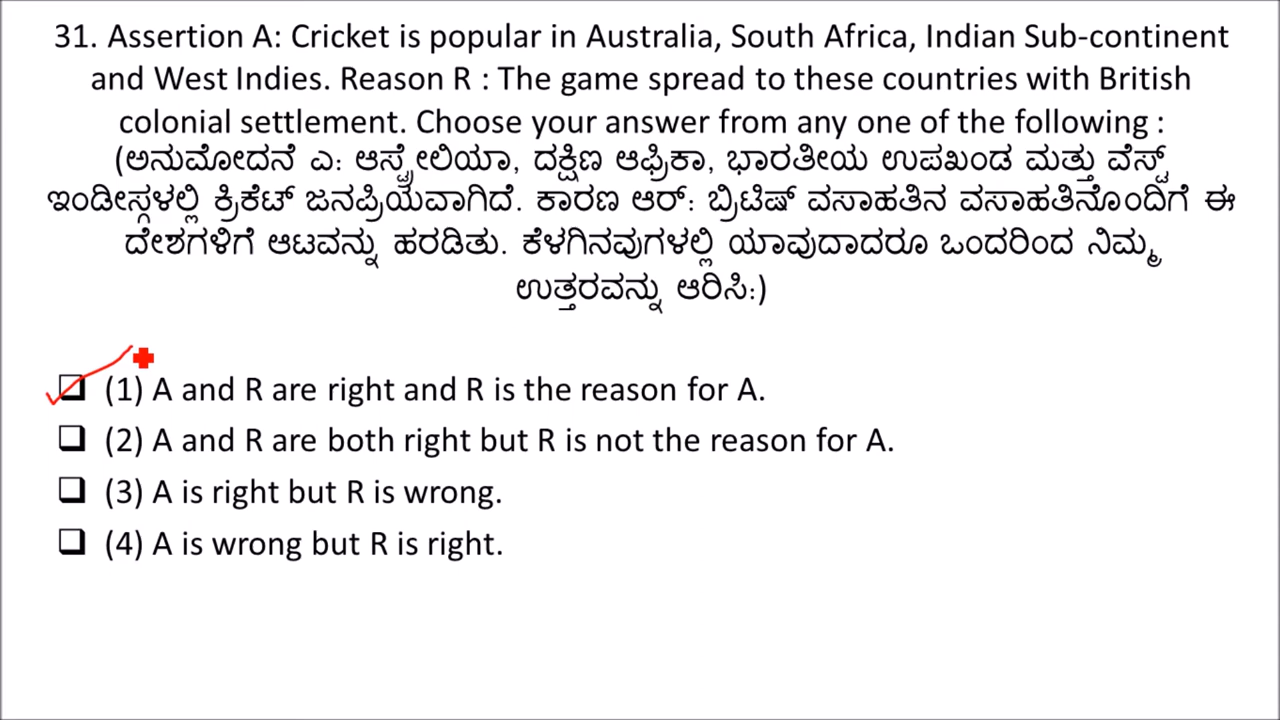 31. Assertion A: Cricket is popular in Australia, South Africa, Indian Sub-continent
and West Indies. Reason R : The game spread to these countries with British
colonial settlement. Choose your answer from any one of the following :
(ಅನುಮೋದನೆ ಎ: ಆಸ್ಟ್ರೇಲಿಯಾ, ದಕ್ಷಿಣ ಆಫ್ರಿಕಾ, ಭಾರತೀಯ ಉಪಖಂಡ ಮತ್ತು ವೆಸ್ಟ್
ಇಂಡೀಸ್ಗಳಲ್ಲಿ ಕ್ರಿಕೆಟ್ ಜನಪ್ರಿಯವಾಗಿದೆ. ಕಾರಣ ಆರ್: ಬ್ರಿಟಿಷ್ ವಸಾಹತಿನ ವಸಾಹತಿನೊಂದಿಗೆ ಈ
ದೇಶಗಳಿಗೆ ಆಟವನ್ನು ಹರಡಿತು. ಕೆಳಗಿನವುಗಳಲ್ಲಿ ಯಾವುದಾದರೂ ಒಂದರಿಂದ ನಿಮ್ಮ
ಉತ್ತರವನ್ನು ಆರಿಸಿ:)
(1) A and R are right and R is the reason for A.
(2) A and R are both right but R is not the reason for A.
(3) A is right but R is wrong.
(4) A is wrong but R is right.